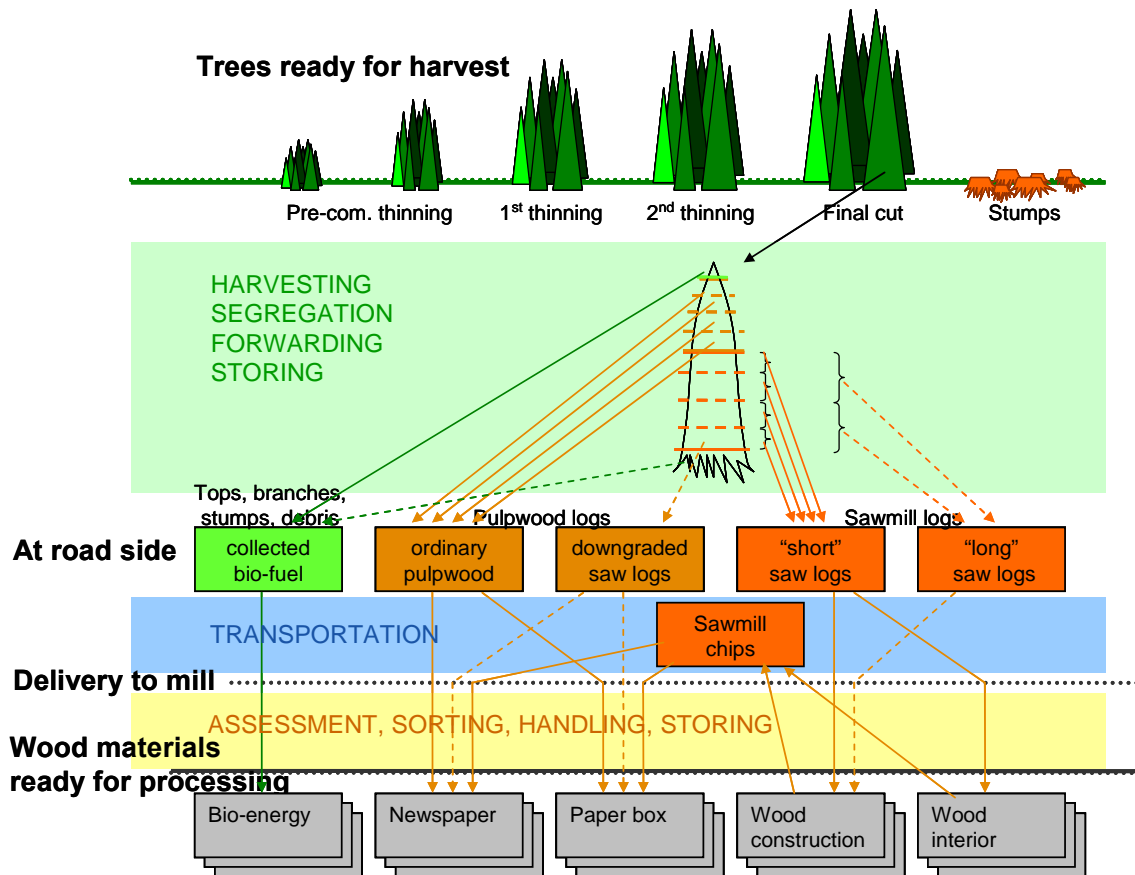 Trees ready for harvest
Pre-com. thinning
1st thinning
2nd thinning
Final cut
Stumps
HARVESTING
SEGREGATION
FORWARDING
STORING
Tops, branches,
stumps, debris
Pulpwood logs
Sawmill logs
At road side
collected
bio-fuel
ordinary
pulpwood
downgraded
saw logs
“short”
saw logs
“long”
saw logs
TRANSPORTATION
Sawmill
chips
Delivery to mill
ASSESSMENT, SORTING, HANDLING, STORING
Wood materials
ready for processing
Bio-energy
Newspaper
Paper box
Wood
construction
Wood
interior